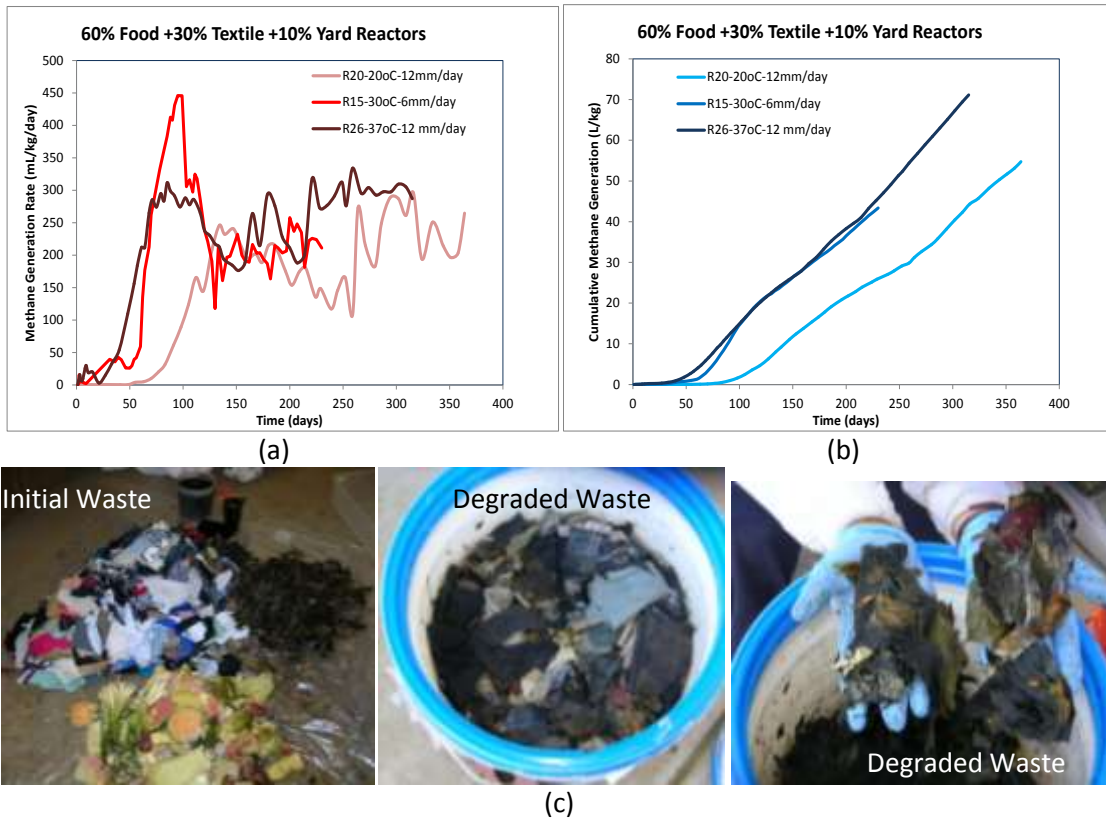 60% Food +30% Textile +10% Yard Reactors
Methane Generation Rate (mL/kg/day)
500
450
400
350
300
250
200
150
100
50
0
R20-20oC-12mm/day
R15-30oC-6mm/day
R26-37oC-12 mm/day
0 50 100 150 200 250 300 350 400
Time (days)
(a)
60% Food +30% Textile +10% Yard Reactors
Cumulative Methane Generation (L/kg)
80
70
60
50
40
30
20
10
0
R20-20oC-12mm/day
R15-30oC-6mm/day
R26-37oC-12 mm/day
0 50 100 150 200 250 300 350 400
Time (days)
(b)
Initial Waste
Degraded Waste
Degraded Waste
(c)